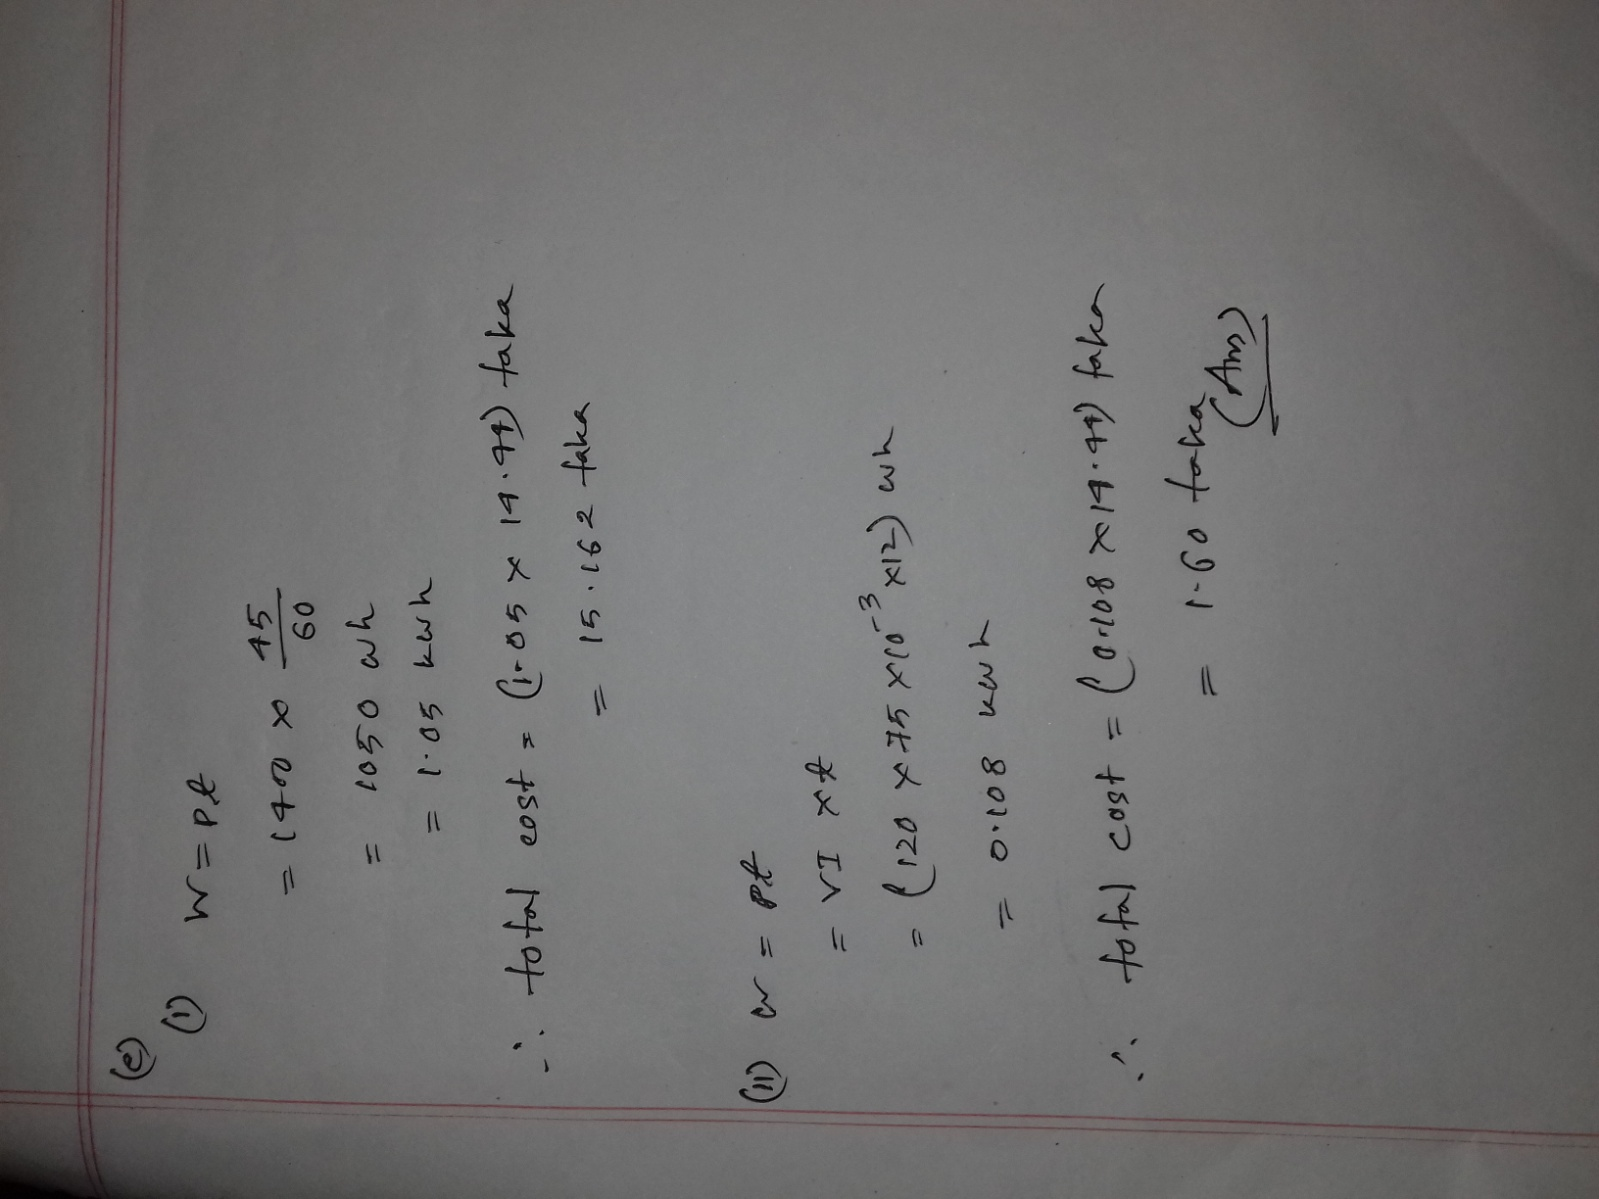 (e)
(i) W = Pt
= 1400 × 45/60
= 1050 wh
= 1.05 kwh
∴ total cost = (1.05 × 14.44) taka
= 15.162 taka
(ii) W = Pt
= VI × t
= (120 × 75 × 10⁻³ × 12) wh
= 0.108 kwh
∴ total cost = (0.108 × 14.44) taka
= 1.60 taka
(Ans)